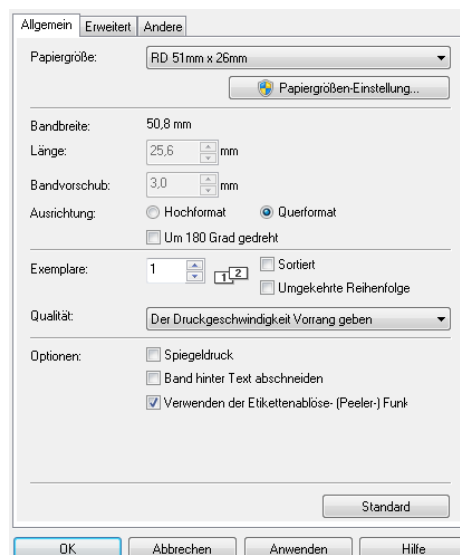 Allgemein Erweitert Andere
Papiergröße: RD 51mm x 26mm
Papiergrößen-Einstellung...
Bandbreite: 50,8 mm
Länge: 25,6 mm
Bandvorschub: 3,0 mm
Ausrichtung: Hochformat Querformat
Um 180 Grad gedreht
Exemplare: 1 1 2 Sortiert
Umgekehrte Reihenfolge
Qualität: Der Druckgeschwindigkeit Vorrang geben
Optionen: Spiegeldruck
Band hinter Text abschneiden
Verwenden der Etikettenablöse- (Peeler-) Funk
Standard
OK Abbrechen Anwenden Hilfe